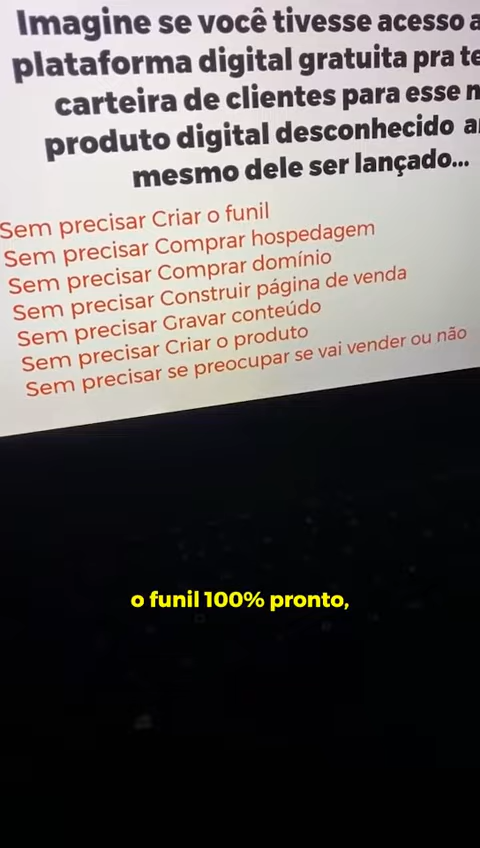 Imagine se você tivesse acesso a
plataforma digital gratuita pra te
carteira de clientes para esse n
produto digital desconhecido a
mesmo dele ser lançado...
Sem precisar Criar o funil
Sem precisar Comprar hospedagem
Sem precisar Comprar domínio
Sem precisar Construir página de venda
Sem precisar Gravar conteúdo
Sem precisar Criar o produto
Sem precisar se preocupar se vai vender ou não
o funil 100% pronto,